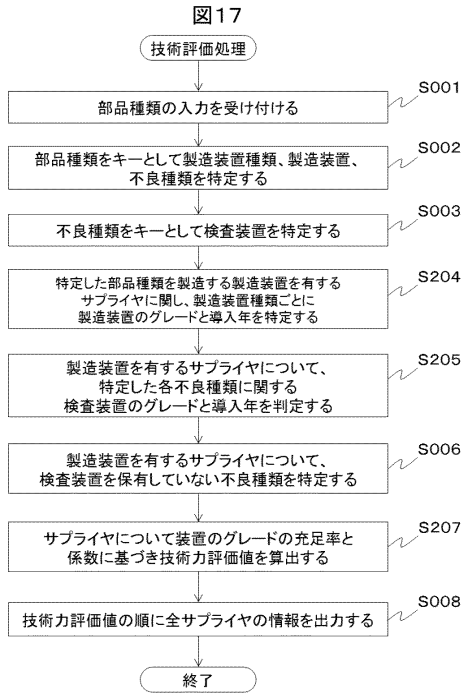 図17
技術評価処理
S001
部品種類の入力を受け付ける
S002
部品種類をキーとして製造装置種類、製造装置、
不良種類を特定する
S003
不良種類をキーとして検査装置を特定する
S204
特定した部品種類を製造する製造装置を有する
サプライヤに関し、製造装置種類ごとに
製造装置のグレードと導入年を特定する
S205
製造装置を有するサプライヤについて、
特定した各不良種類に関する
検査装置のグレードと導入年を判定する
S006
製造装置を有するサプライヤについて、
検査装置を保有していない不良種類を特定する
S207
サプライヤについて装置のグレードの充足率と
係数に基づき技術力評価値を算出する
S008
技術力評価値の順に全サプライヤの情報を出力する
終了